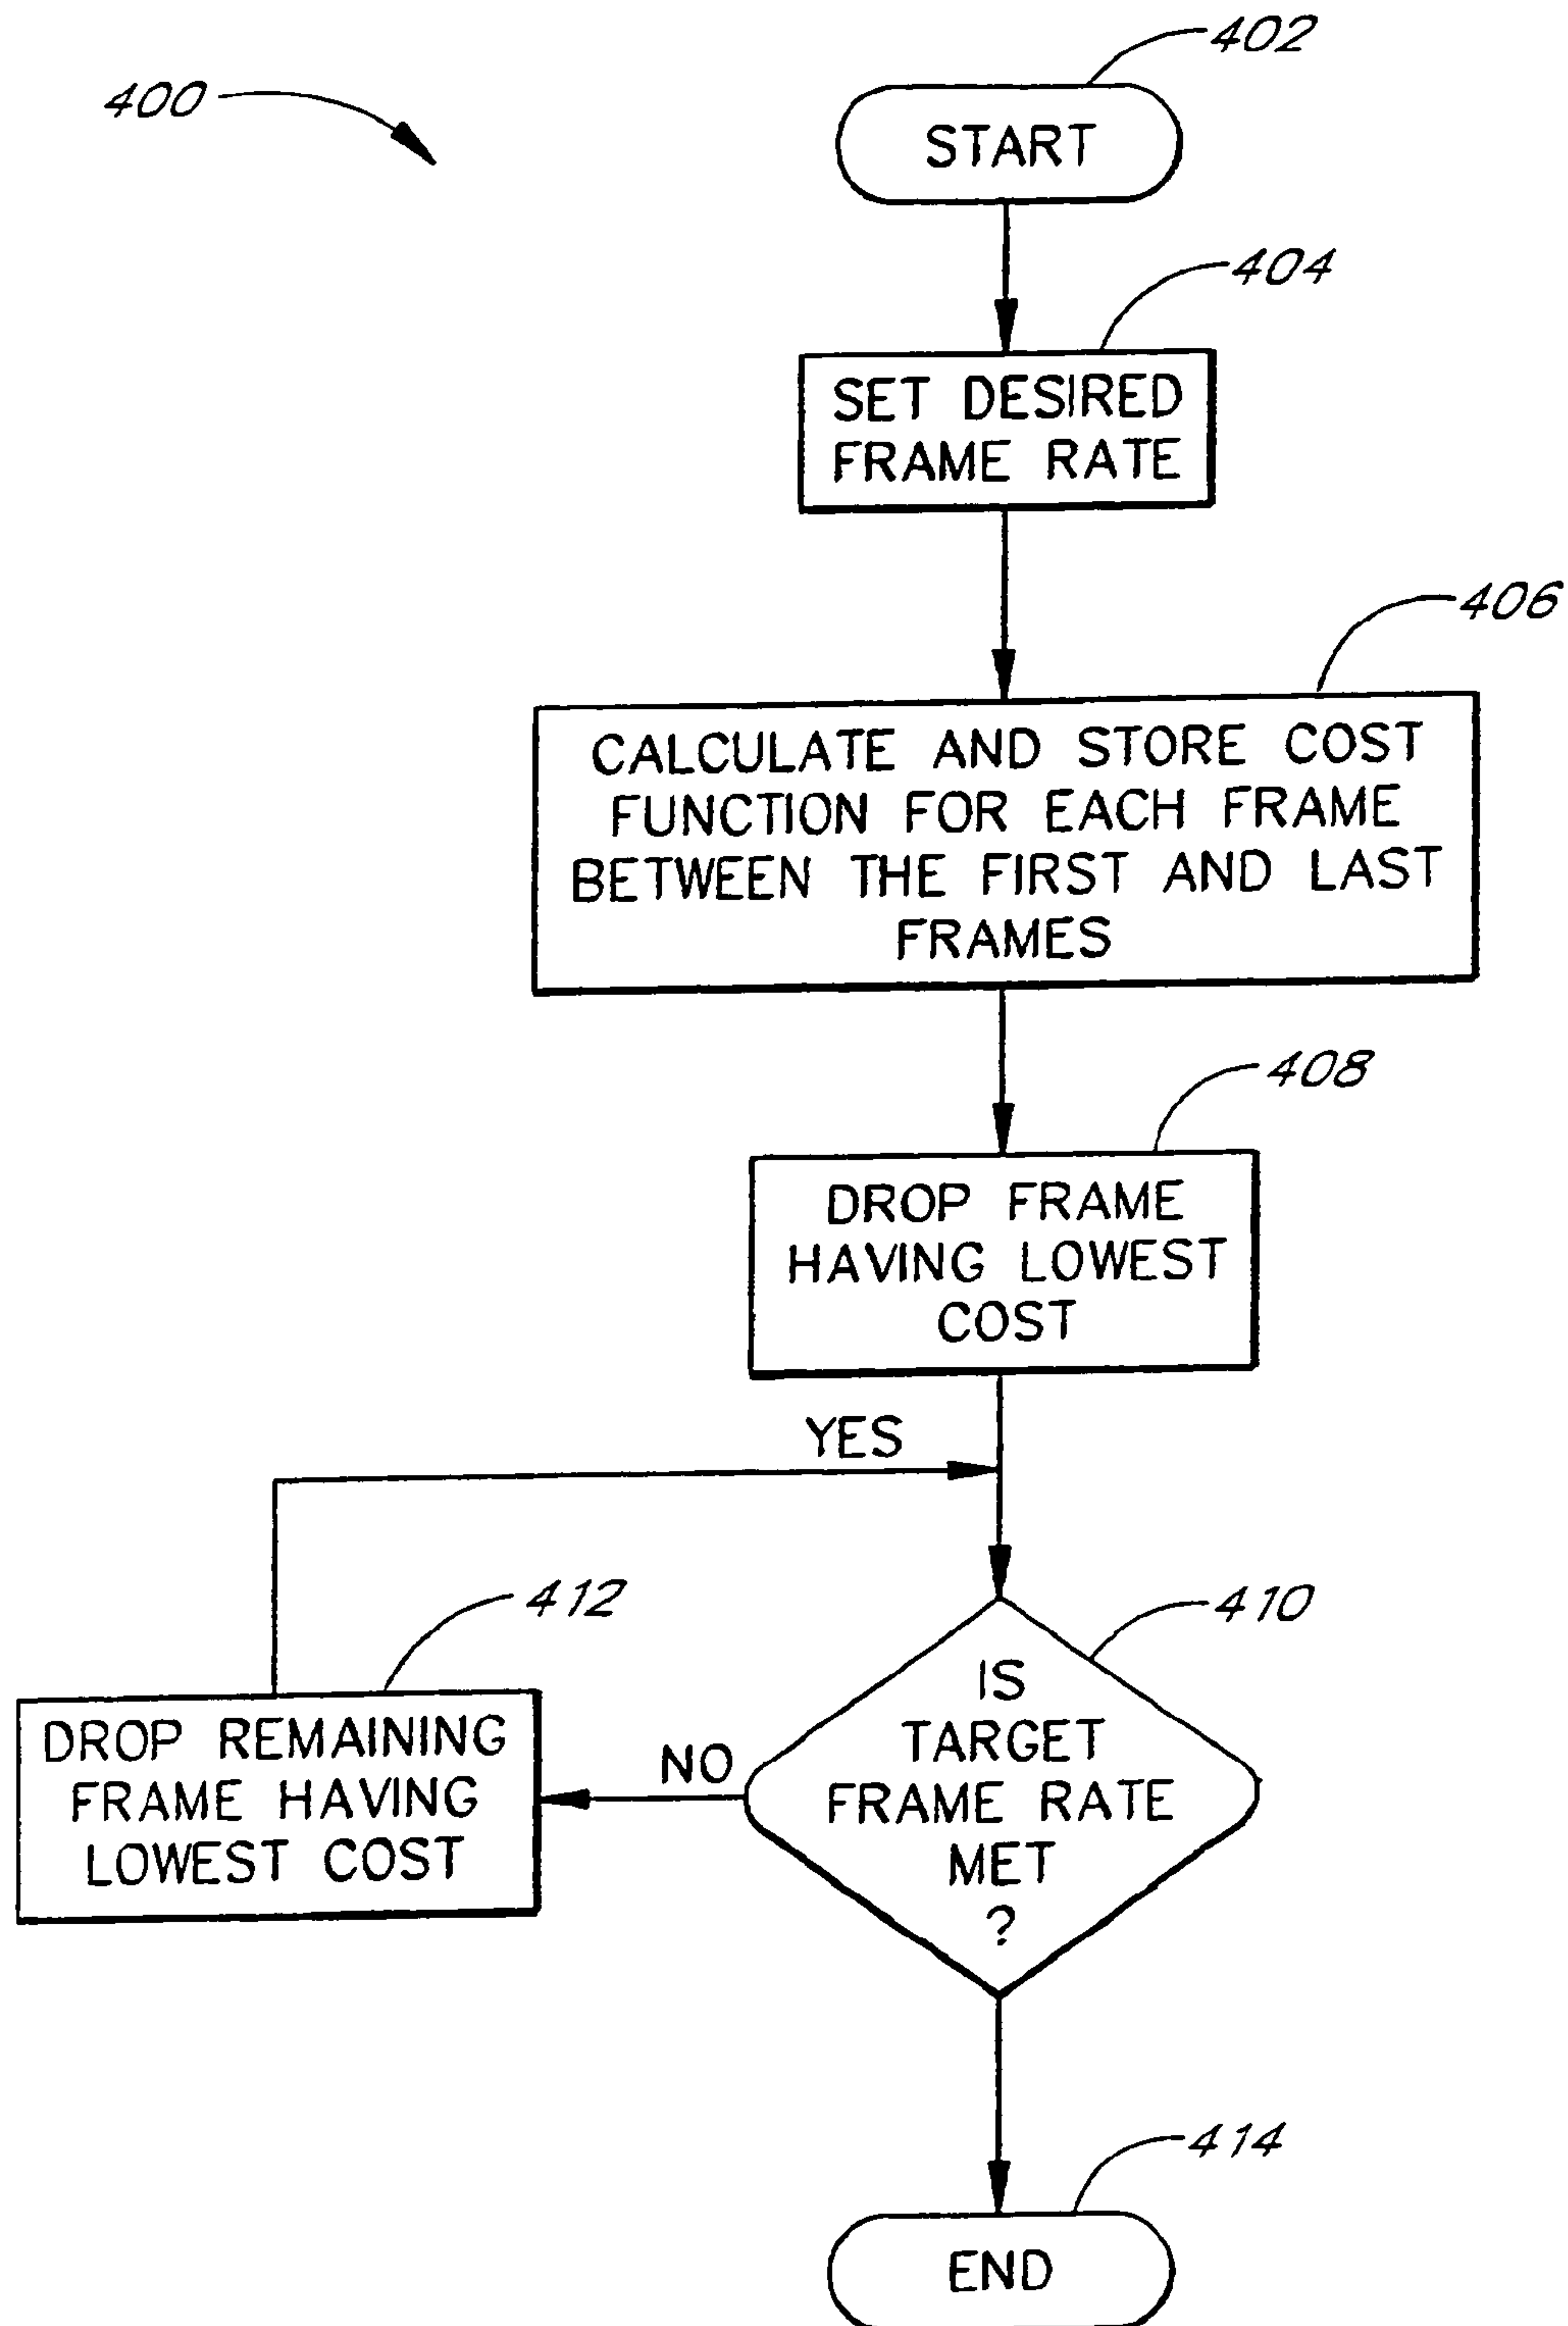 402
400
START
404
SET DESIRED
FRAME RATE
406
CALCULATE AND STORE COST
FUNCTION FOR EACH FRAME
BETWEEN THE FIRST AND LAST
FRAMES
408
DROP FRAME
HAVING LOWEST
COST
YES
412
410
DROP REMAINING
FRAME HAVING
LOWEST COST
NO
IS
TARGET
FRAME RATE
MET
?
414
END